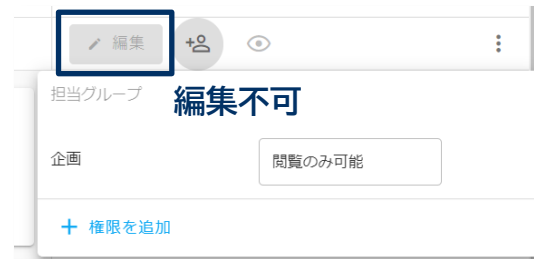 編集
担当グループ
編集不可
企画
閲覧のみ可能
+ 権限を追加